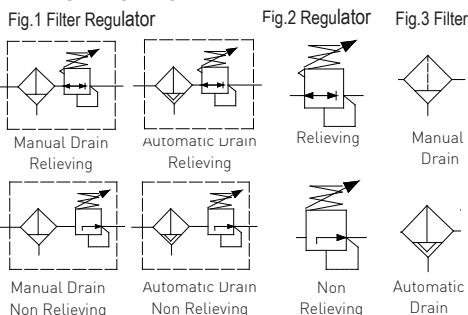 Fig.1 Filter Regulator
Fig.2 Regulator
Fig.3 Filter
Manual Drain
Relieving
Automatic Drain
Relieving
Relieving
Manual
Drain
Manual Drain
Non Relieving
Automatic Drain
Non Relieving
Non
Relieving
Automatic
Drain